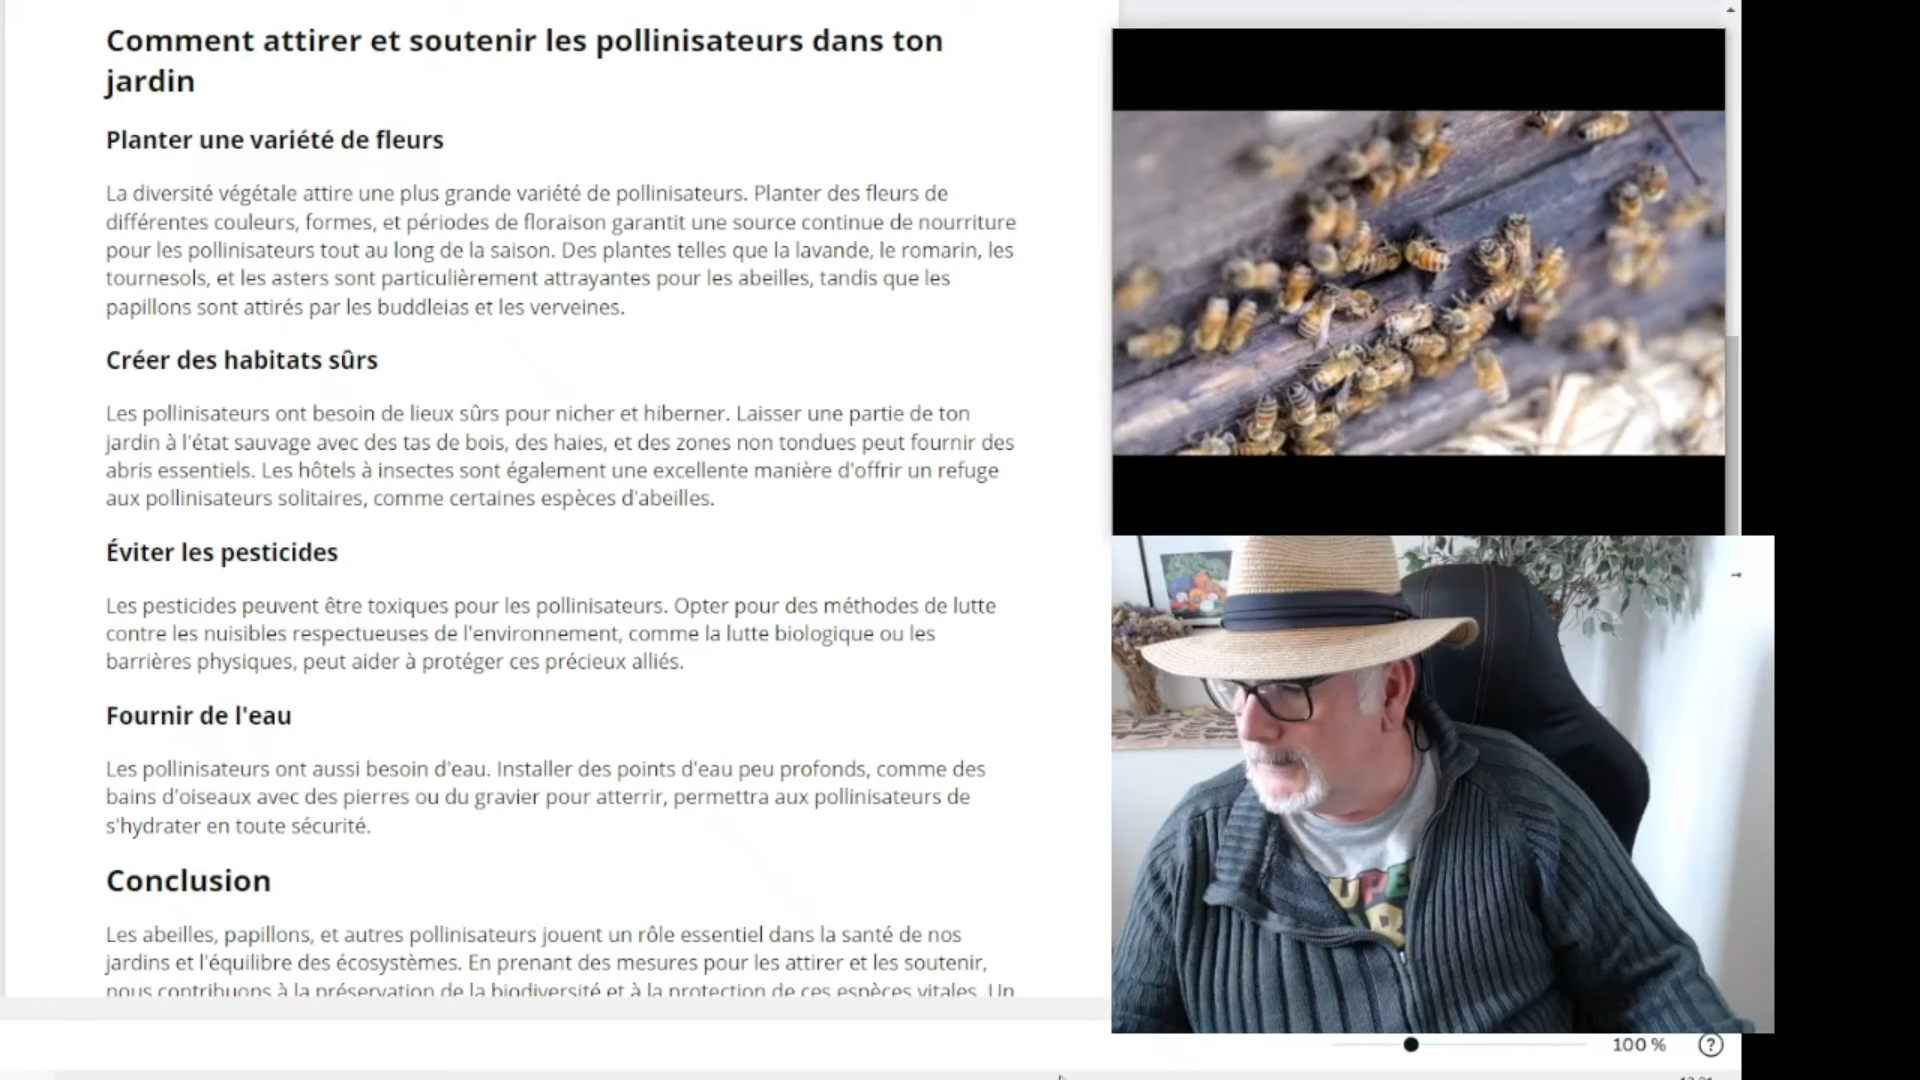 Comment attirer et soutenir les pollinisateurs dans ton
jardin
Planter une variété de fleurs
La diversité végétale attire une plus grande variété de pollinisateurs. Planter des fleurs de
différentes couleurs, formes, et périodes de floraison garantit une source continue de nourriture
pour les pollinisateurs tout au long de la saison. Des plantes telles que la lavande, le romarin, les
tournesols, et les asters sont particulièrement attrayantes pour les abeilles, tandis que les
papillons sont attirés par les buddleias et les verveines.
Créer des habitats sûrs
Les pollinisateurs ont besoin de lieux sûrs pour nicher et hiberner. Laisser une partie de ton
jardin à l'état sauvage avec des tas de bois, des haies, et des zones non tondues peut fournir des
abris essentiels. Les hôtels à insectes sont également une excellente manière d'offrir un refuge
aux pollinisateurs solitaires, comme certaines espèces d'abeilles.
Éviter les pesticides
Les pesticides peuvent être toxiques pour les pollinisateurs. Opter pour des méthodes de lutte
contre les nuisibles respectueuses de l'environnement, comme la lutte biologique ou les
barrières physiques, peut aider à protéger ces précieux alliés.
Fournir de l'eau
Les pollinisateurs ont aussi besoin d'eau. Installer des points d'eau peu profonds, comme des
bains d'oiseaux avec des pierres ou du gravier pour atterrir, permettra aux pollinisateurs de
s'hydrater en toute sécurité.
Conclusion
Les abeilles, papillons, et autres pollinisateurs jouent un rôle essentiel dans la santé de nos
jardins et l'équilibre des écosystèmes. En prenant des mesures pour les attirer et les soutenir,
nous contribuons à la préservation de la biodiversité et à la protection de ces espèces vitales. Un
100 %
?